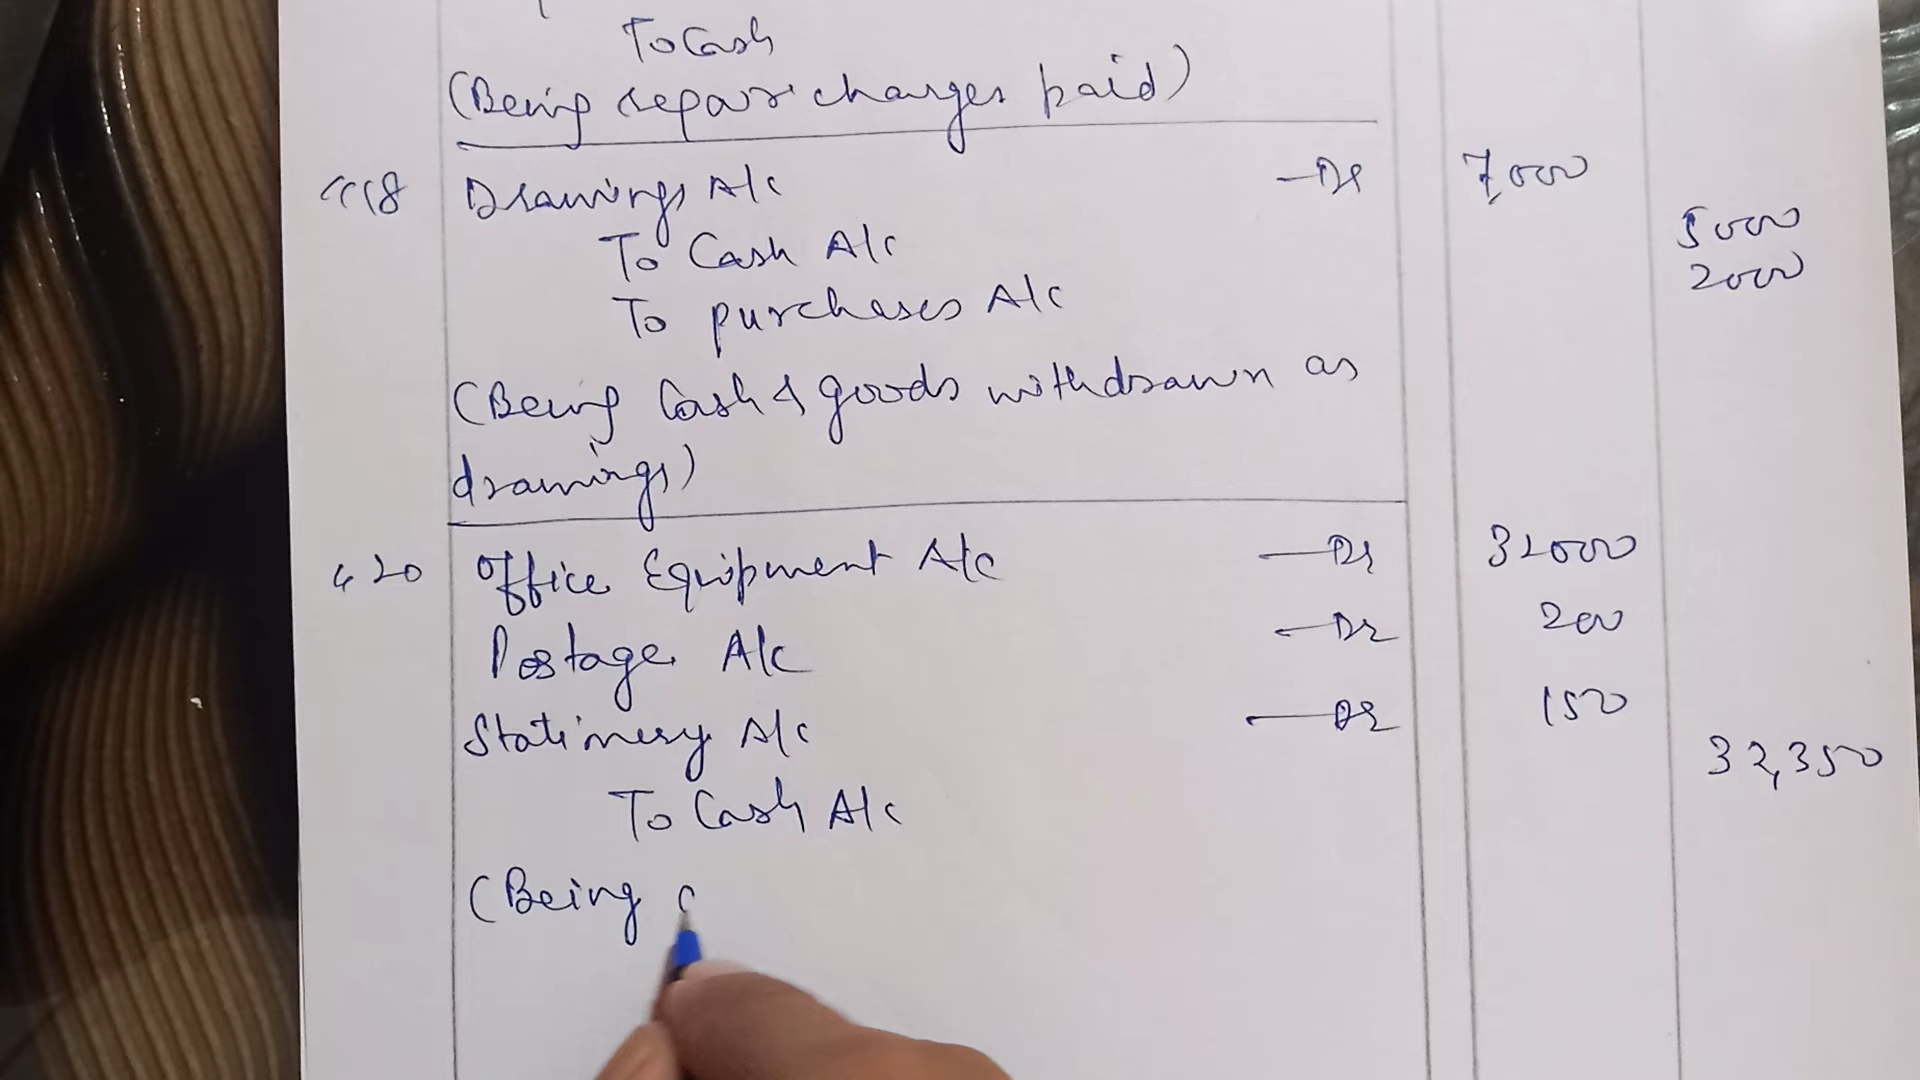 To Cash
(Being repair charges paid)
"18 Drawings A/c —Dr 7,000
To Cash A/c 5000
To purchases A/c 2000
(Being Cash & goods withdrawn as
drawings)
" 20 Office Equipment A/c —Dr 32000
Postage A/c —Dr 200
Stationery A/c —Dr 150
To Cash A/c 32,350
(Being